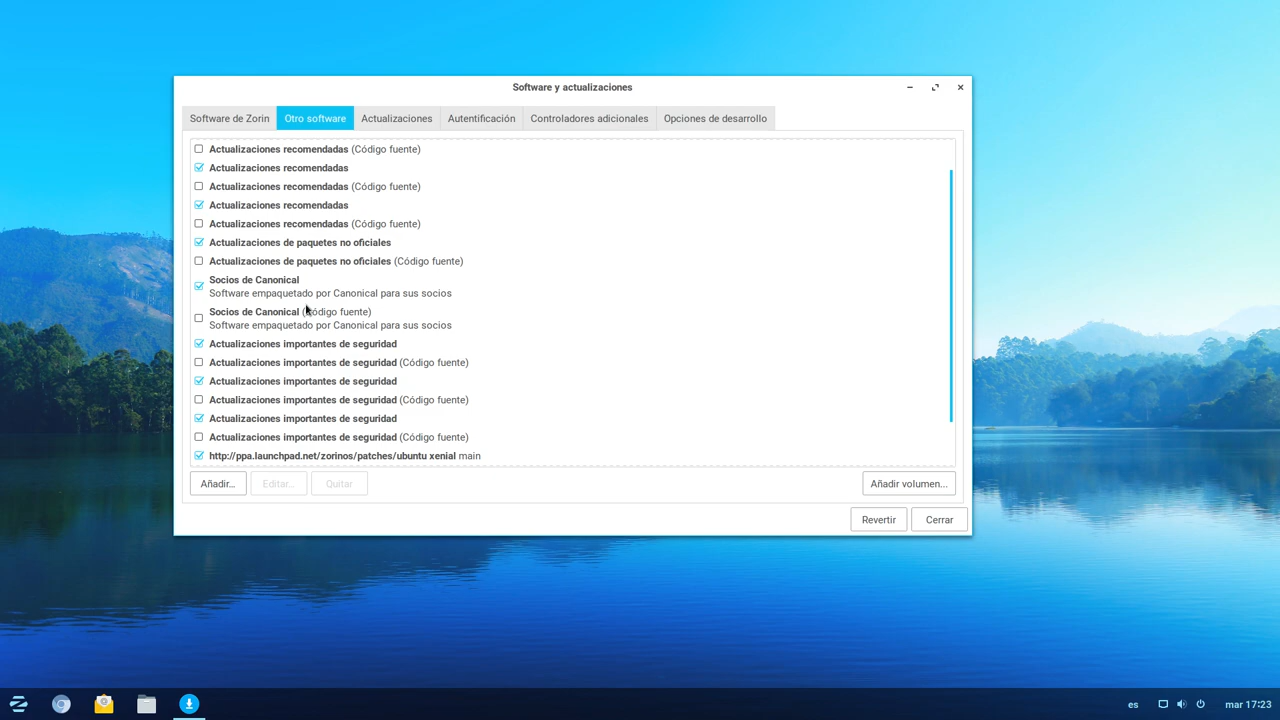 Software y actualizaciones
Software de Zorin
Otro software
Actualizaciones
Autentificación
Controladores adicionales
Opciones de desarrollo
Actualizaciones recomendadas (Código fuente)
Actualizaciones recomendadas
Actualizaciones recomendadas (Código fuente)
Actualizaciones recomendadas
Actualizaciones recomendadas (Código fuente)
Actualizaciones de paquetes no oficiales
Actualizaciones de paquetes no oficiales (Código fuente)
Socios de Canonical
Software empaquetado por Canonical para sus socios
Socios de Canonical (Código fuente)
Software empaquetado por Canonical para sus socios
Actualizaciones importantes de seguridad
Actualizaciones importantes de seguridad (Código fuente)
Actualizaciones importantes de seguridad
Actualizaciones importantes de seguridad (Código fuente)
Actualizaciones importantes de seguridad
Actualizaciones importantes de seguridad (Código fuente)
http://ppa.launchpad.net/zorinos/patches/ubuntu xenial main
Añadir...
Editar...
Quitar
Añadir volumen...
Revertir
Cerrar
es
mar 17:23